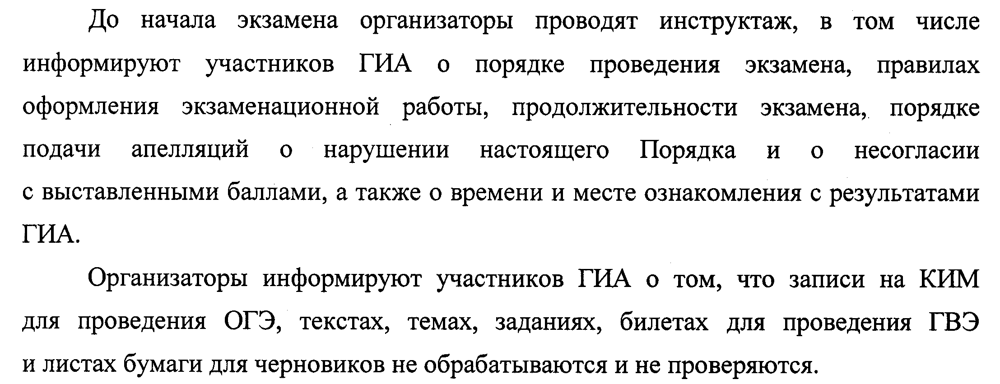 До начала экзамена организаторы проводят инструктаж, в том числе
информируют участников ГИА о порядке проведения экзамена, правилах
оформления экзаменационной работы, продолжительности экзамена, порядке
подачи апелляций о нарушении настоящего Порядка и о несогласии
с выставленными баллами, а также о времени и месте ознакомления с результатами
ГИА.
Организаторы информируют участников ГИА о том, что записи на КИМ
для проведения ОГЭ, текстах, темах, заданиях, билетах для проведения ГВЭ
и листах бумаги для черновиков не обрабатываются и не проверяются.